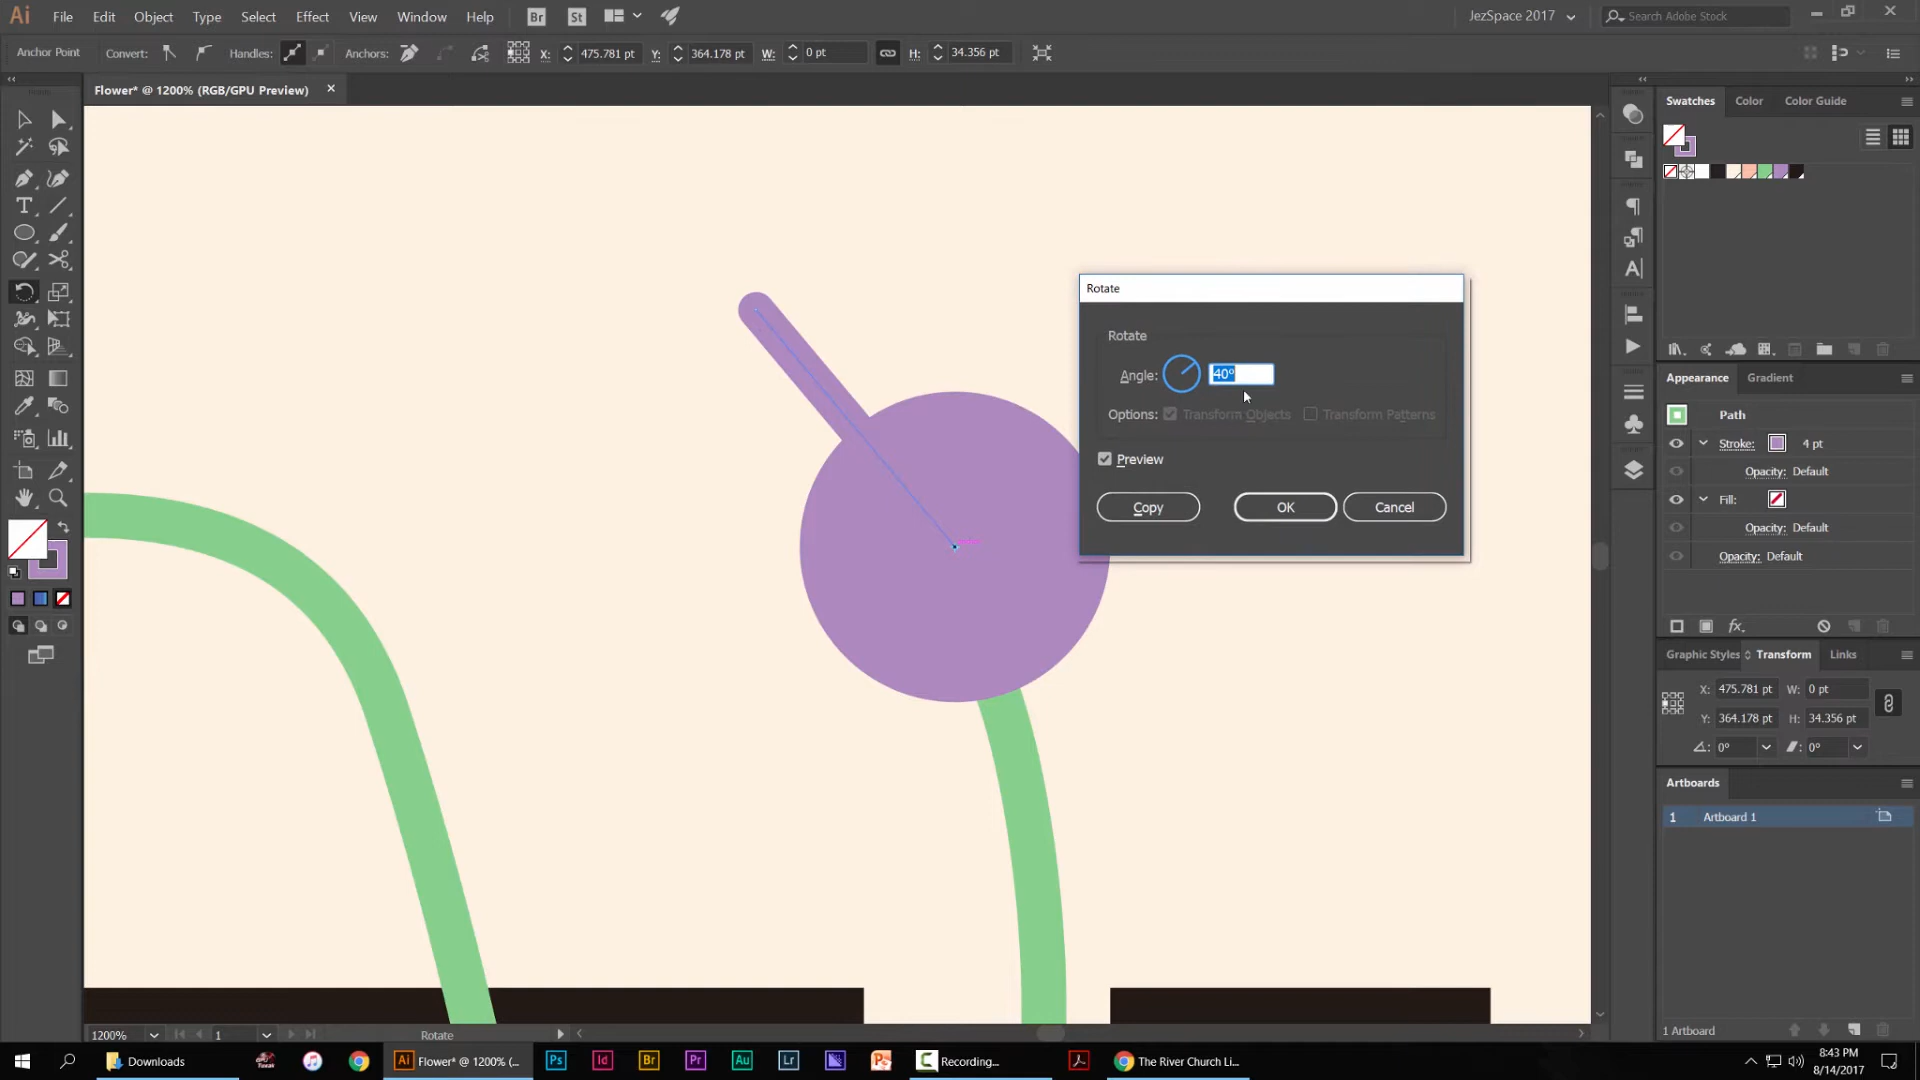 Ai File Edit Object Type Select Effect View Window Help Br St JezSpace 2017 Search Adobe Stock
Anchor Point Convert: Handles: Anchors: X: 475.781 pt Y: 364.178 pt W: 0 pt H: 34.356 pt
Flower* @ 1200% (RGB/GPU Preview)
Swatches Color Color Guide
Rotate
Rotate
Angle: 40°
Options: Transform Objects Transform Patterns
Preview
Copy OK Cancel
Appearance Gradient
Path
Stroke: 4 pt
Opacity: Default
Fill:
Opacity: Default
Opacity: Default
fx
Graphic Styles Transform Links
X: 475.781 pt W: 0 pt
Y: 364.178 pt H: 34.356 pt
0° 0°
Artboards
1 Artboard 1
1 Artboard
1200% 1 Rotate
Downloads Ai Flower* @ 1200% (... Ps Id Br Pr Au Lr Recording... The River Church Li...
8:43 PM
8/14/2017